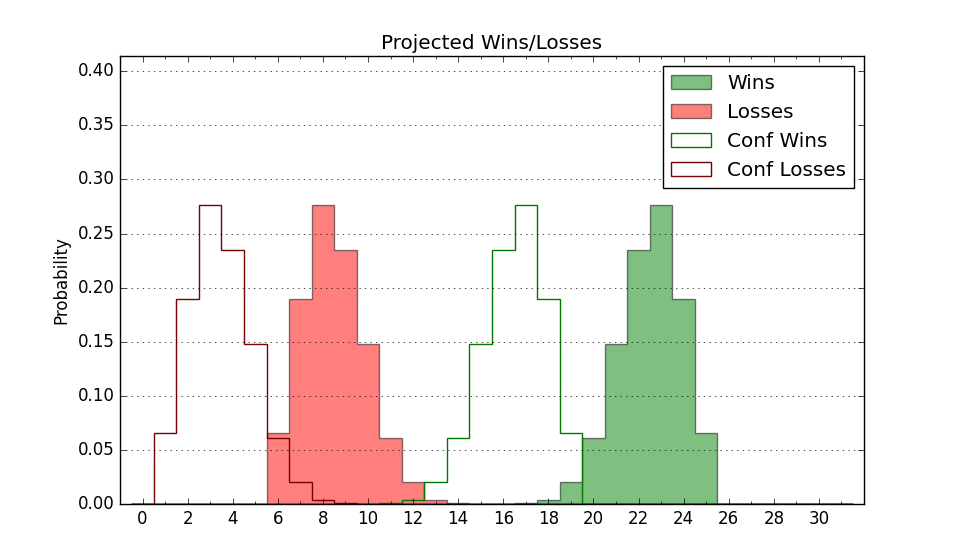 Projected Wins/Losses
0.40
0.35
0.30
0.25
0.20
0.15
0.10
0.05
0.00
Probability
Wins
Losses
Conf Wins
Conf Losses
0 2 4 6 8 10 12 14 16 18 20 22 24 26 28 30